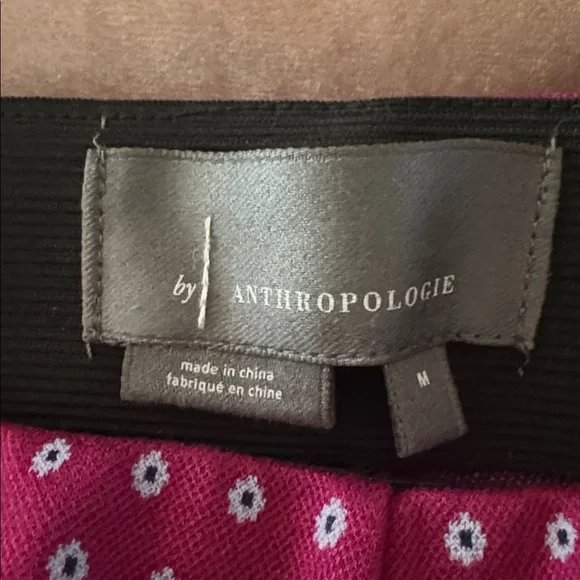 by ANTHROPOLOGIE
made in china
fabriqué en chine
M